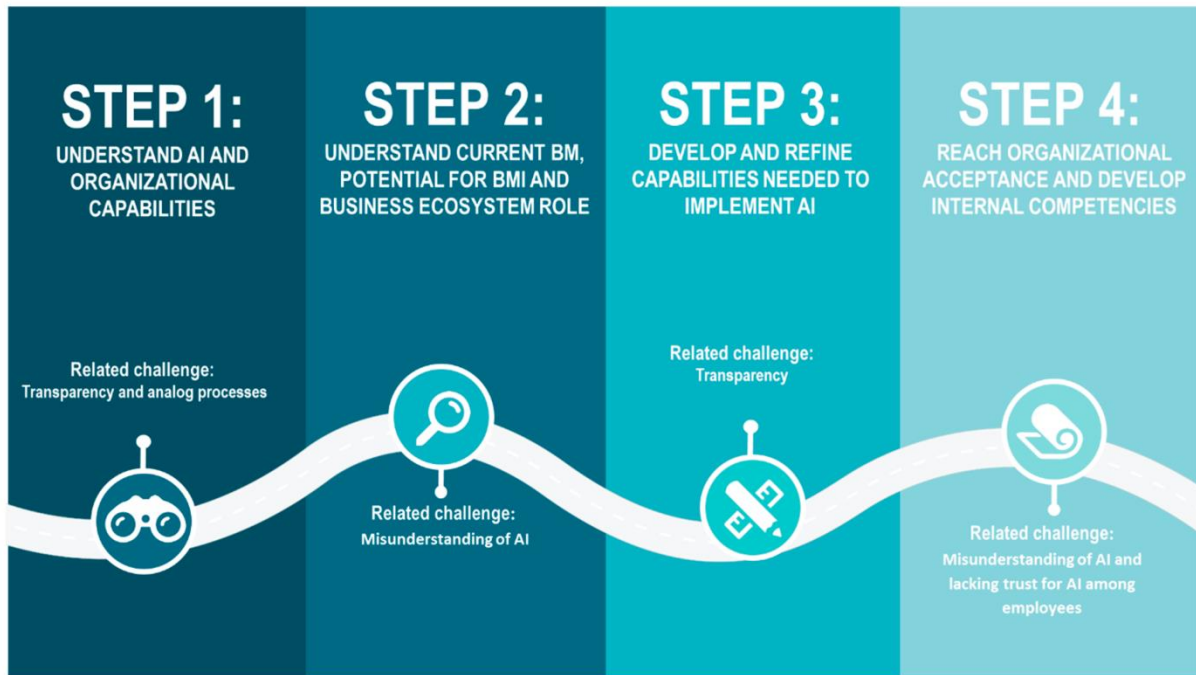 STEP 1:
UNDERSTAND AI AND
ORGANIZATIONAL
CAPABILITIES
Related challenge:
Transparency and analog processes
STEP 2:
UNDERSTAND CURRENT BM,
POTENTIAL FOR BMI AND
BUSINESS ECOSYSTEM ROLE
Related challenge:
Misunderstanding of AI
STEP 3:
DEVELOP AND REFINE
CAPABILITIES NEEDED TO
IMPLEMENT AI
Related challenge:
Transparency
STEP 4:
REACH ORGANIZATIONAL
ACCEPTANCE AND DEVELOP
INTERNAL COMPETENCIES
Related challenge:
Misunderstanding of AI and
lacking trust for AI among
employees